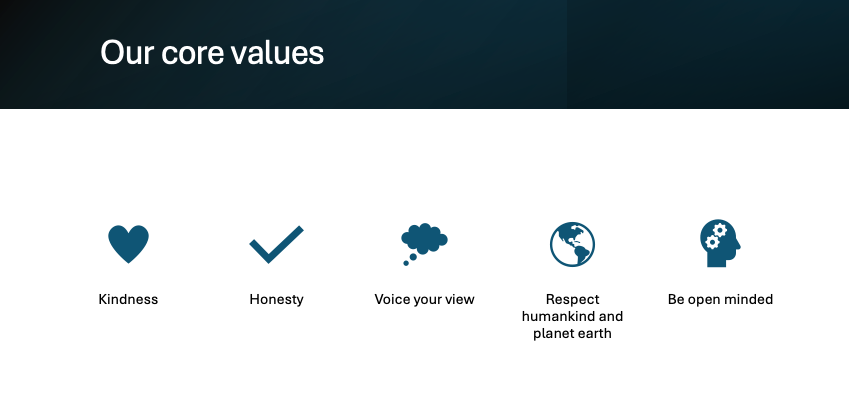 Our core values
Kindness
Honesty
Voice your view
Respect
humankind and
planet earth
Be open minded